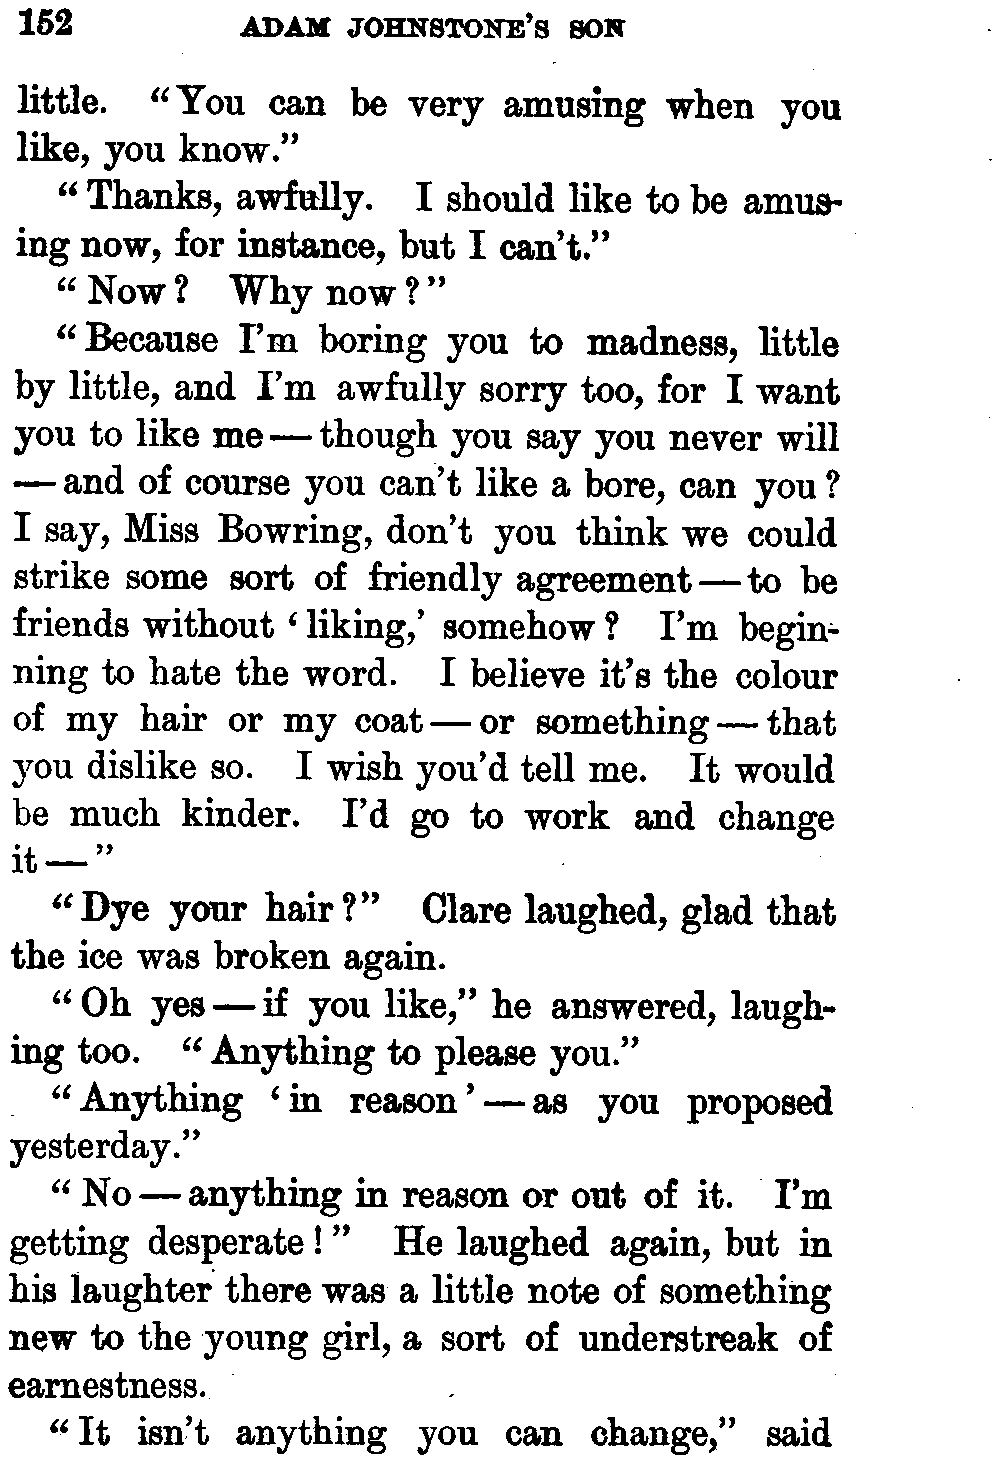 152 ADAM JOHNSTONE'S SON
little. "You can be very amusing when you
like, you know."
"Thanks, awfully. I should like to be amus-
ing now, for instance, but I can't."
"Now? Why now?"
"Because I'm boring you to madness, little
by little, and I'm awfully sorry too, for I want
you to like me — though you say you never will
— and of course you can't like a bore, can you?
I say, Miss Bowring, don't you think we could
strike some sort of friendly agreement — to be
friends without 'liking,' somehow? I'm begin-
ning to hate the word. I believe it's the colour
of my hair or my coat — or something — that
you dislike so. I wish you'd tell me. It would
be much kinder. I'd go to work and change
it — "
"Dye your hair?" Clare laughed, glad that
the ice was broken again.
"Oh yes — if you like," he answered, laugh-
ing too. "Anything to please you."
"Anything 'in reason' — as you proposed
yesterday."
"No — anything in reason or out of it. I'm
getting desperate!" He laughed again, but in
his laughter there was a little note of something
new to the young girl, a sort of understreak of
earnestness.
"It isn't anything you can change," said